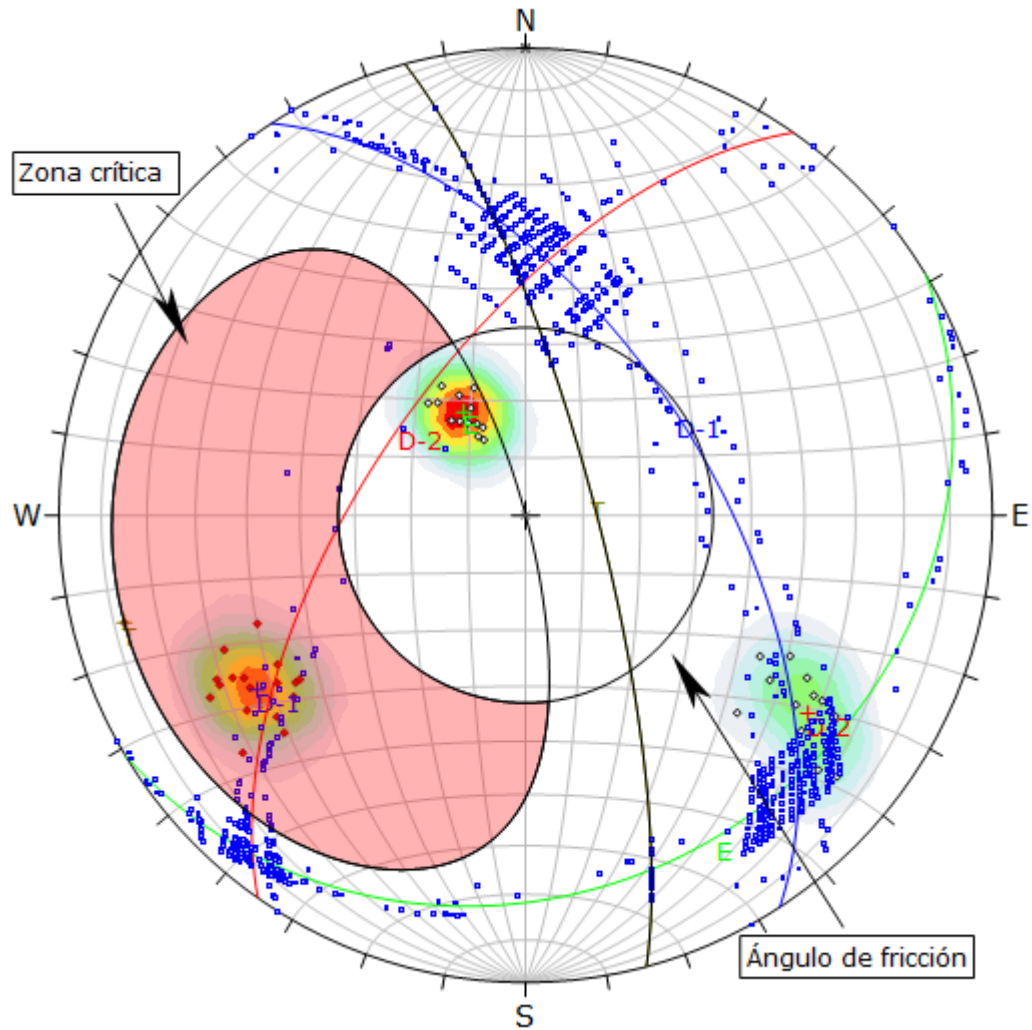 N
Zona crítica
D-1
D-2
E
T
W
E
T
D-1
D-2
E
Ángulo de fricción
S